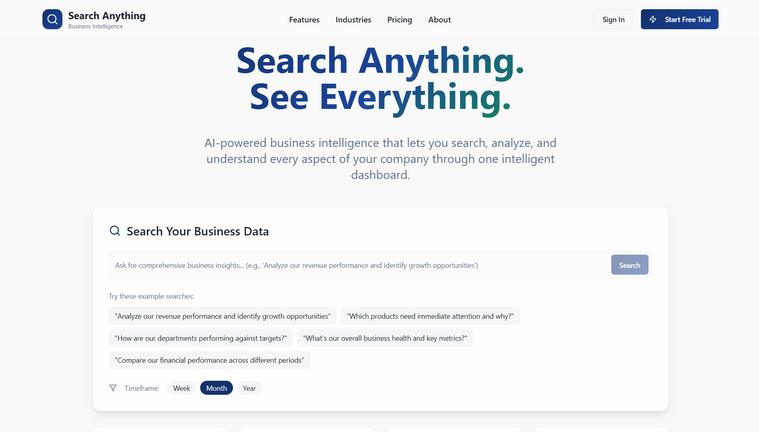 Search Anything
Business Intelligence
Features
Industries
Pricing
About
Sign In
Start Free Trial
Search Anything.
See Everything.
AI-powered business intelligence that lets you search, analyze, and
understand every aspect of your company through one intelligent
dashboard.
Search Your Business Data
Ask for comprehensive business insights... (e.g., 'Analyze our revenue performance and identify growth opportunities')
Search
Try these example searches:
"Analyze our revenue performance and identify growth opportunities"
"Which products need immediate attention and why?"
"How are our departments performing against targets?"
"What's our overall business health and key metrics?"
"Compare our financial performance across different periods"
Timeframe:
Week
Month
Year